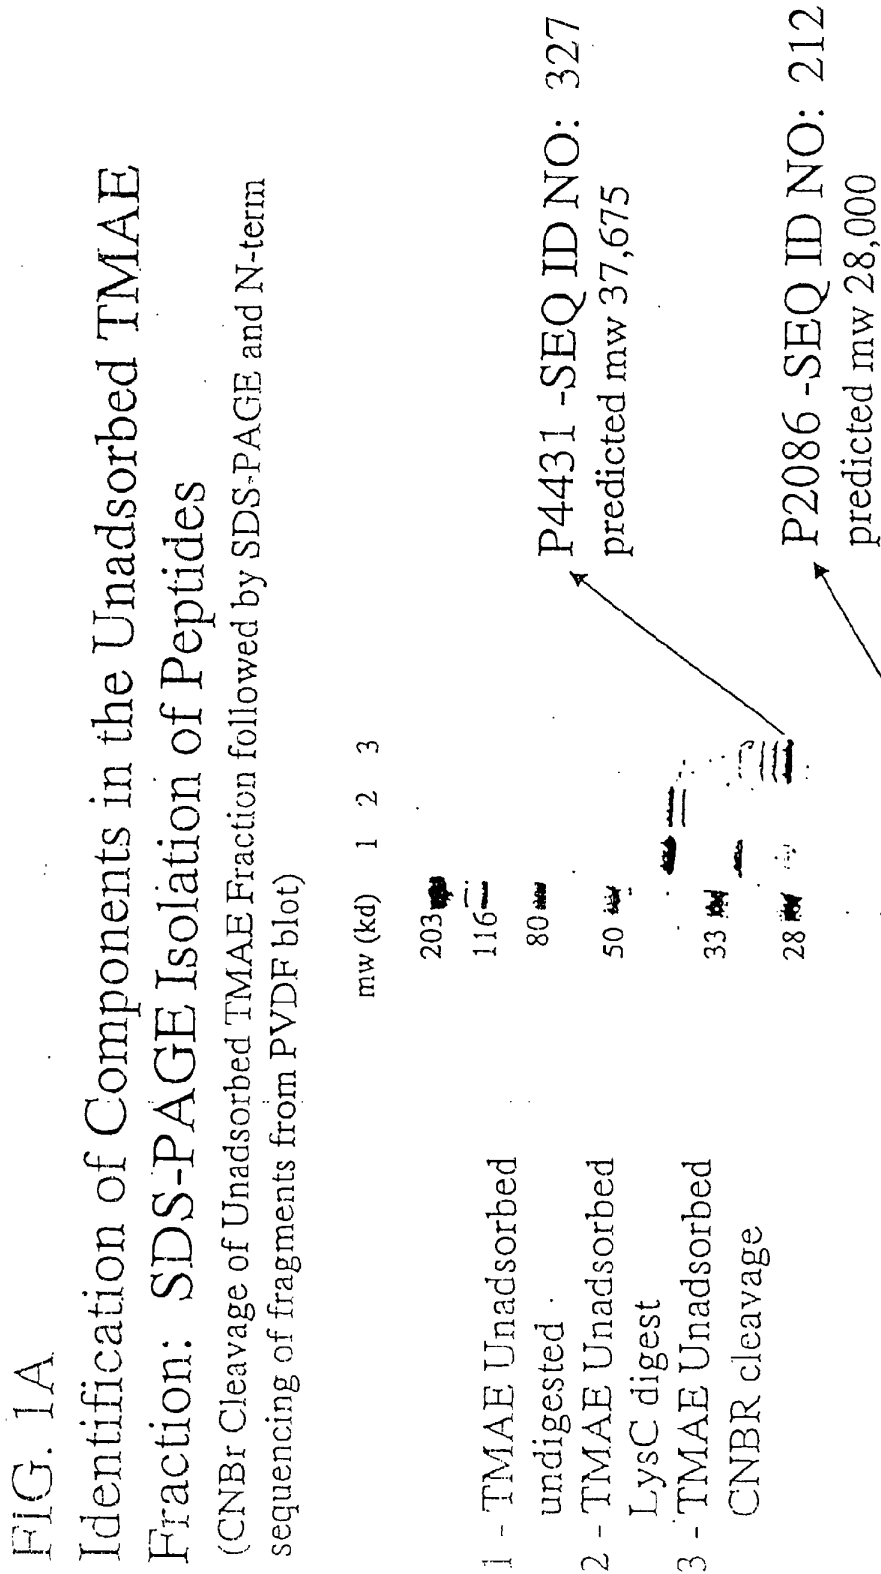 FIG. 1A
Identification of Components in the Unadsorbed TMAE
Fraction: SDS-PAGE Isolation of Peptides
(CNBr Cleavage of Unadsorbed TMAE Fraction followed by SDS-PAGE and N-term
sequencing of fragments from PVDF blot)
mw (kd) 1 2 3
203
116
80
50
33
28
1 - TMAE Unadsorbed
undigested
2 - TMAE Unadsorbed
LysC digest
3 - TMAE Unadsorbed
CNBR cleavage
P4431 -SEQ ID NO: 327
predicted mw 37,675
P2086 -SEQ ID NO: 212
predicted mw 28,000